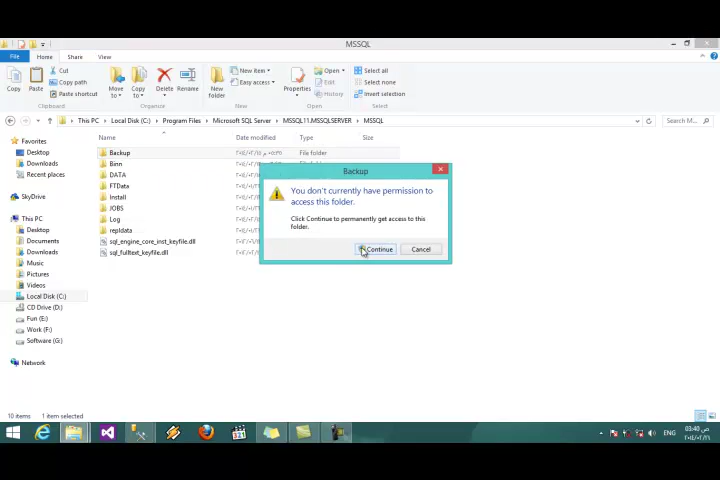 MSSQL
File Home Share View
Cut
Copy path
Paste shortcut
Copy Paste
Clipboard
Move to Copy to Delete Rename
Organize
New folder
New item
Easy access
New
Properties
Open
Edit
History
Open
Select all
Select none
Invert selection
Select
This PC Local Disk (C:) Program Files Microsoft SQL Server MSSQL11.MSSQLSERVER MSSQL
Search M...
Favorites
Desktop
Downloads
Recent places
SkyDrive
This PC
Desktop
Documents
Downloads
Music
Pictures
Videos
Local Disk (C:)
CD Drive (D:)
Fun (E:)
Work (F:)
Software (G:)
Network
Name Date modified Type Size
Backup File folder
Binn
DATA
FTData
Install
JOBS
Log
repldata
sql_engine_core_inst_keyfile.dll
sql_fulltext_keyfile.dll
Backup
You don't currently have permission to
access this folder.
Click Continue to permanently get access to this
folder.
Continue Cancel
10 items 1 item selected
321
ENG
03:40 ص